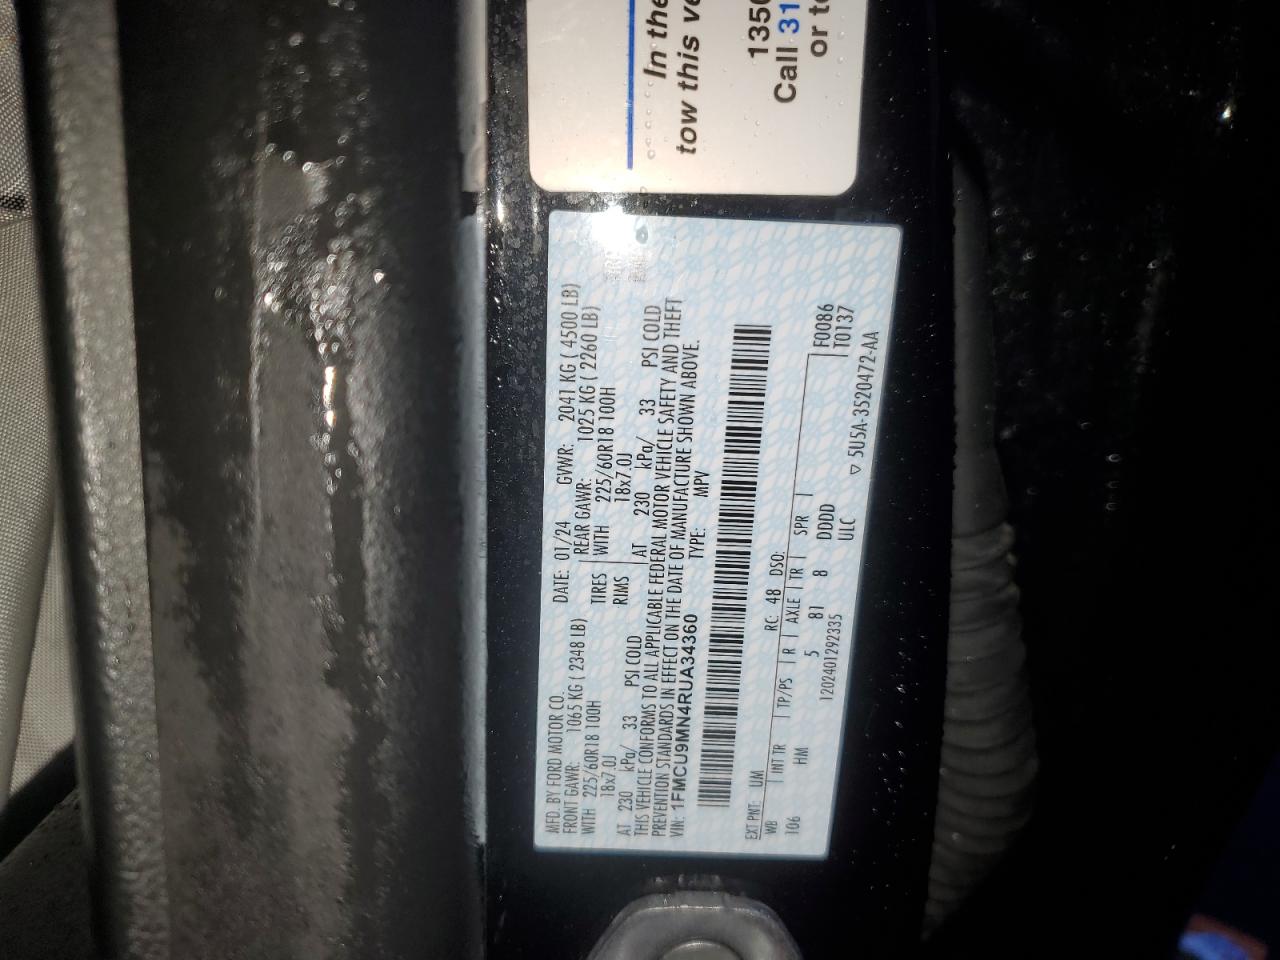 In the
tow this ve
1350
Call 31
or to
MFD. BY FORD MOTOR CO. DATE: 01/24 GVWR: 2041 KG ( 4500 LB)
FRONT GAWR: 1065 KG ( 2348 LB) REAR GAWR: 1025 KG ( 2260 LB)
WITH 225/60R18 100H TIRES WITH 225/60R18 100H
18x7.0J RIMS 18x7.0J
AT 230 kPa/ 33 PSI COLD AT 230 kPa/ 33 PSI COLD
THIS VEHICLE CONFORMS TO ALL APPLICABLE FEDERAL MOTOR VEHICLE SAFETY AND THEFT
PREVENTION STANDARDS IN EFFECT ON THE DATE OF MANUFACTURE SHOWN ABOVE.
VIN: 1FMCU9MN4RUA34360 TYPE: MPV
EXT PNT: UM RC: 48 DSO:
WB INT TR TP/PS R AXLE TR SPR F0086
106 HM 5 81 8 DDDD T0137
1202401292335 ULC
▽ 5U5A-3520472-AA